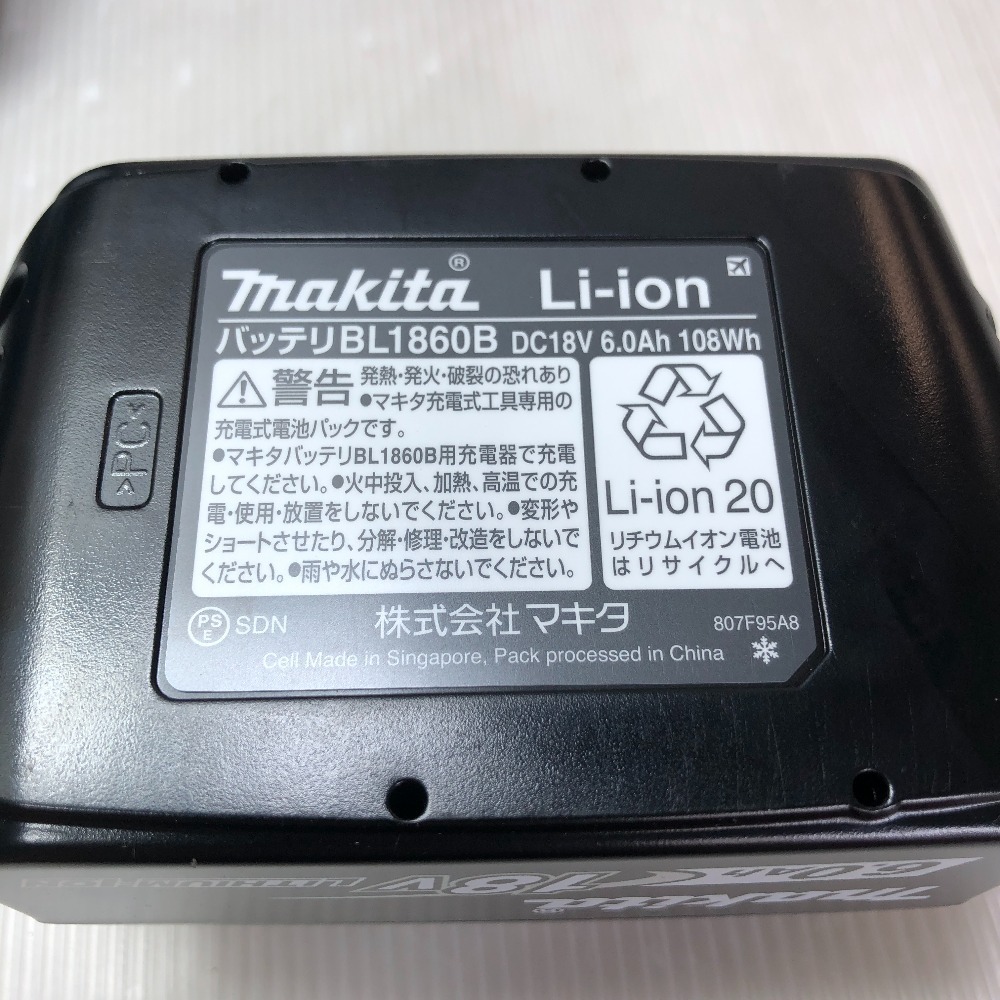 makita® Li-ion
バッテリBL1860B DC18V 6.0Ah 108Wh
警告 発熱・発火・破裂の恐れあり
●マキタ充電式工具専用の
充電式電池パックです。
●マキタバッテリBL1860B用充電器で充電
してください。●火中投入、加熱、高温での充
電・使用・放置をしないでください。●変形や
ショートさせたり、分解・修理・改造をしないで
ください。●雨や水にぬらさないでください。
Li-ion 20
リチウムイオン電池
はリサイクルへ
>PC<
PSE SDN 株式会社 マキタ 807F95A8
Cell Made in Singapore, Pack processed in China
makita®
6.0Ah 18V LITHIUM-ION